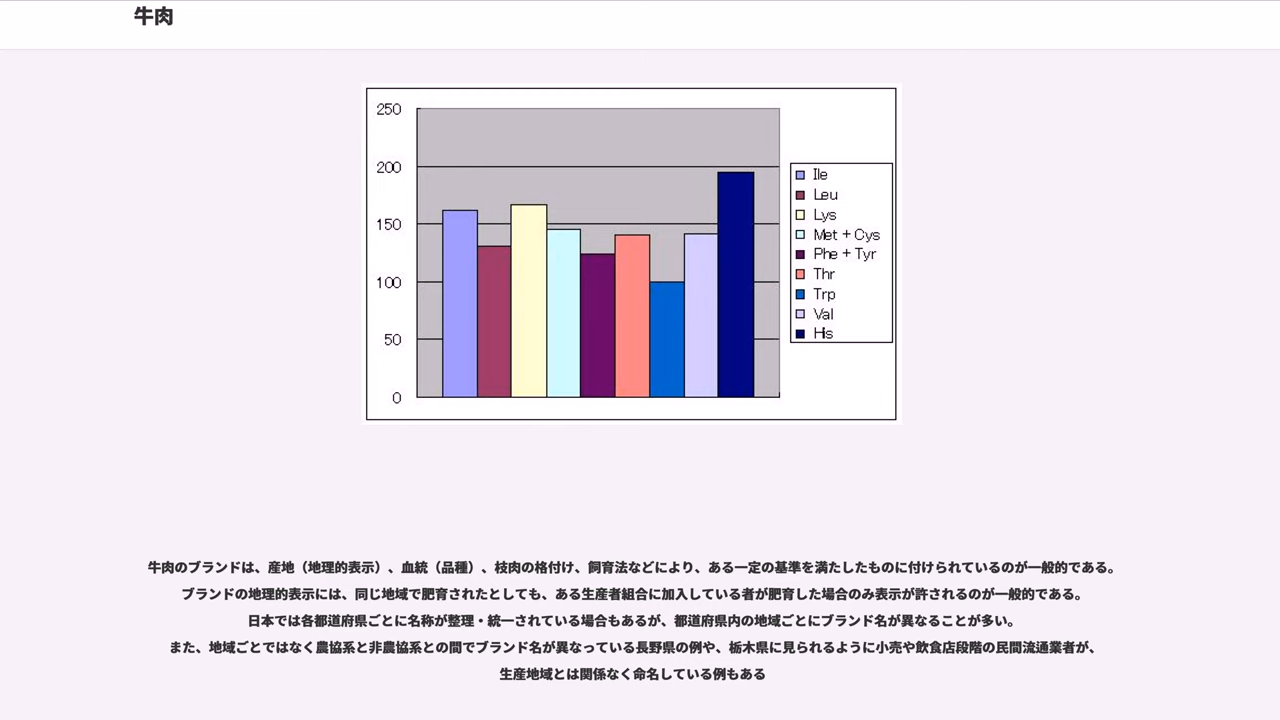 牛肉
250
200
150
100
50
0
Ile
Leu
Lys
Met + Cys
Phe + Tyr
Thr
Trp
Val
His
牛肉のブランドは、産地（地理的表示）、血統（品種）、枝肉の格付け、飼育法などにより、ある一定の基準を満たしたものに付けられているのが一般的である。
ブランドの地理的表示には、同じ地域で肥育されたとしても、ある生産者組合に加入している者が肥育した場合のみ表示が許されるのが一般的である。
日本では各都道府県ごとに名称が整理・統一されている場合もあるが、都道府県内の地域ごとにブランド名が異なることが多い。
また、地域ごとではなく農協系と非農協系との間でブランド名が異なっている長野県の例や、栃木県に見られるように小売や飲食店段階の民間流通業者が、
生産地域とは関係なく命名している例もある